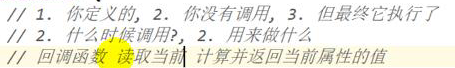 // 1. 你定义的, 2. 你没有调用, 3. 但最终它执行了
// 2. 什么时候调用?, 2. 用来做什么
// 回调函数 读取当前 计算并返回当前属性的值